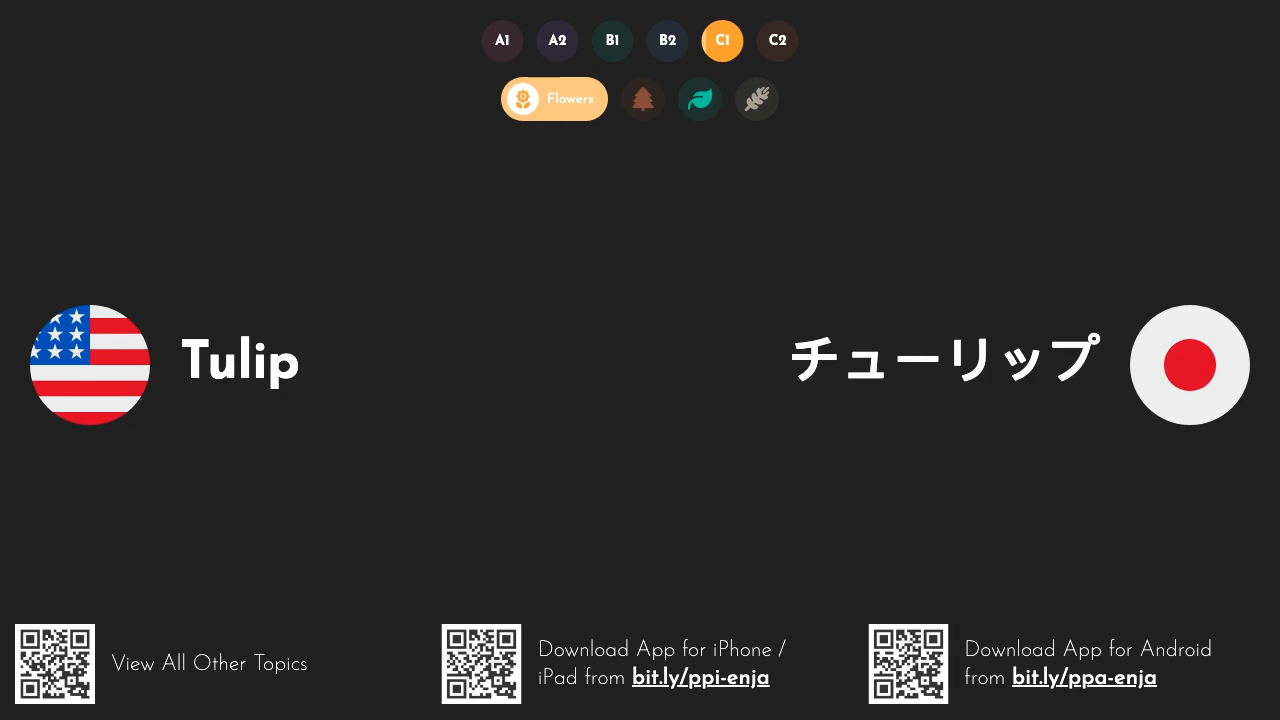 A1 A2 B1 B2 C1 C2
Flowers
Tulip
チューリップ
View All Other Topics
Download App for iPhone /
iPad from bit.ly/ppi-enja
Download App for Android
from bit.ly/ppa-enja